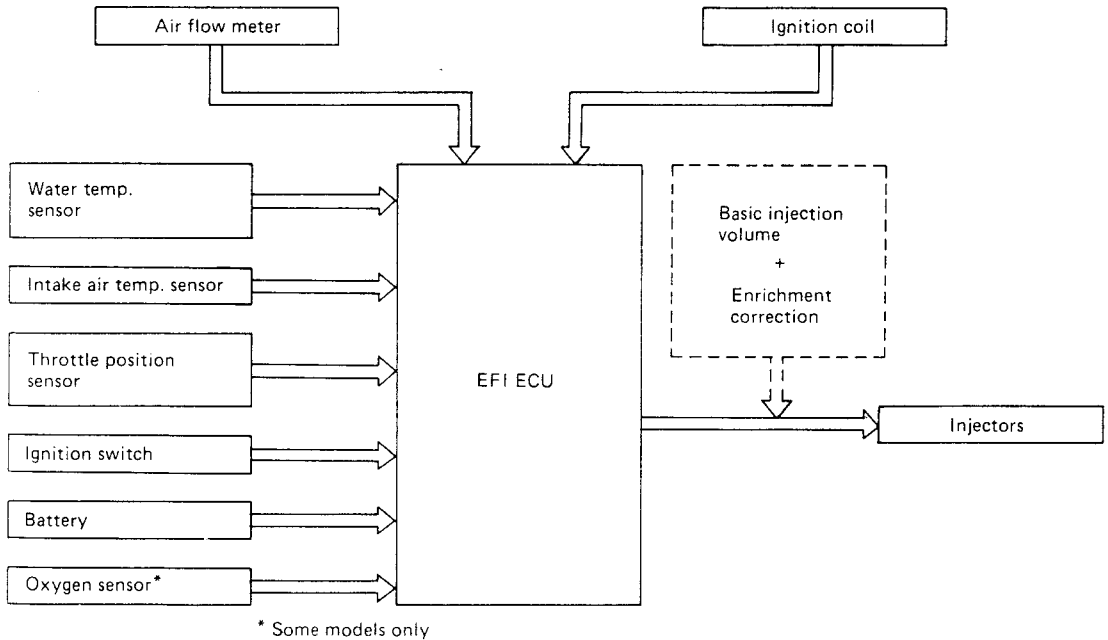 Air flow meter
Ignition coil
Water temp.
sensor
Intake air temp. sensor
Throttle position
sensor
Ignition switch
Battery
Oxygen sensor*
* Some models only
EFI ECU
Basic injection
volume
+
Enrichment
correction
Injectors